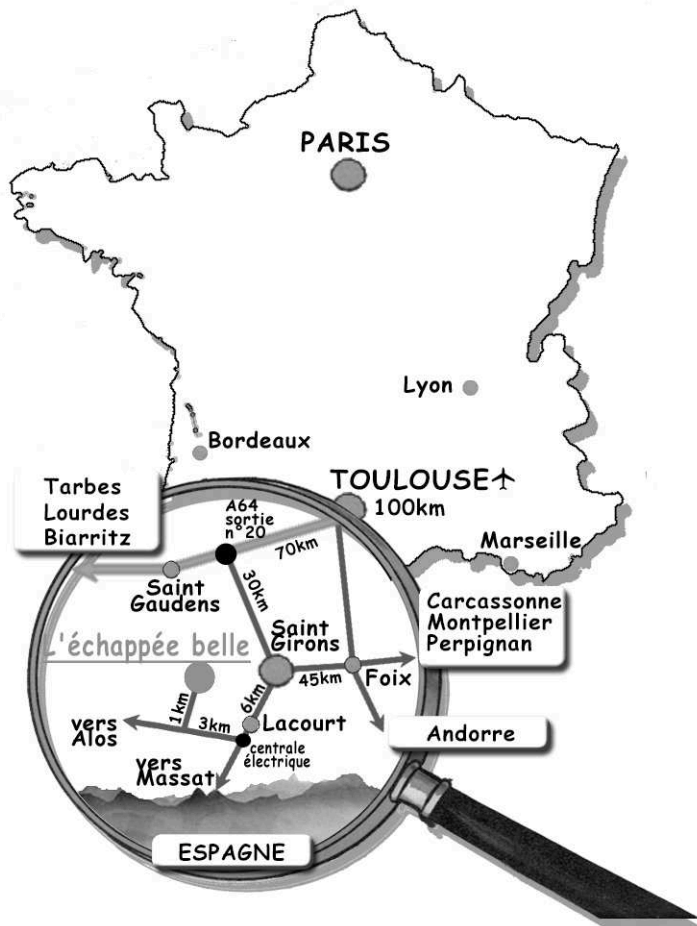 PARIS
Lyon
Bordeaux
TOULOUSE
100km
Marseille
Tarbes
Lourdes
Biarritz
A64
sortie
n°20
70km
Saint
Gaudens
30km
Saint
Girons
L'échappée belle
Carcassonne
Montpellier
Perpignan
45km
Foix
6km
1km
3km
Lacourt
vers
Alos
centrale
électrique
vers
Massat
Andorre
ESPAGNE